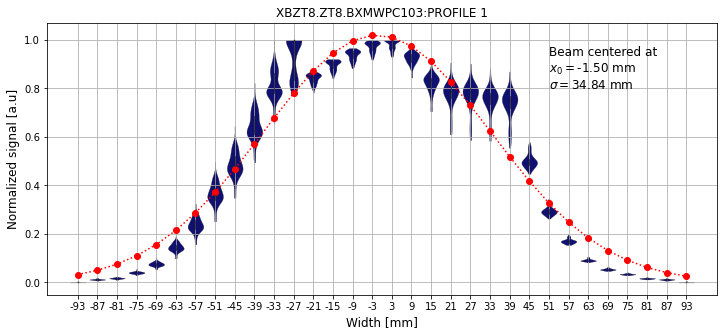 XBZT8.ZT8.BXMWPC103:PROFILE 1
Normalized signal [a.u]
1.0
0.8
0.6
0.4
0.2
0.0
Beam centered at
x₀ = -1.50 mm
σ = 34.84 mm
-93 -87 -81 -75 -69 -63 -57 -51 -45 -39 -33 -27 -21 -15 -9 -3 3 9 15 21 27 33 39 45 51 57 63 69 75 81 87 93
Width [mm]